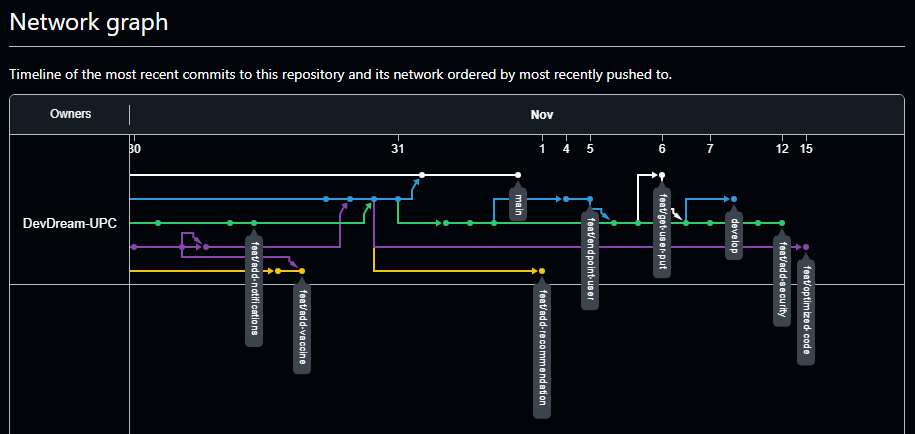 Network graph
Timeline of the most recent commits to this repository and its network ordered by most recently pushed to.
Owners
Nov
30
31
1
4
5
6
7
12
15
DevDream-UPC
feat/add-notifications
feat/add-vaccine
main
feat/add-recommendation
feat/endpoint-user
feat/get-user-put
develop
feat/add-security
feat/optimized-code